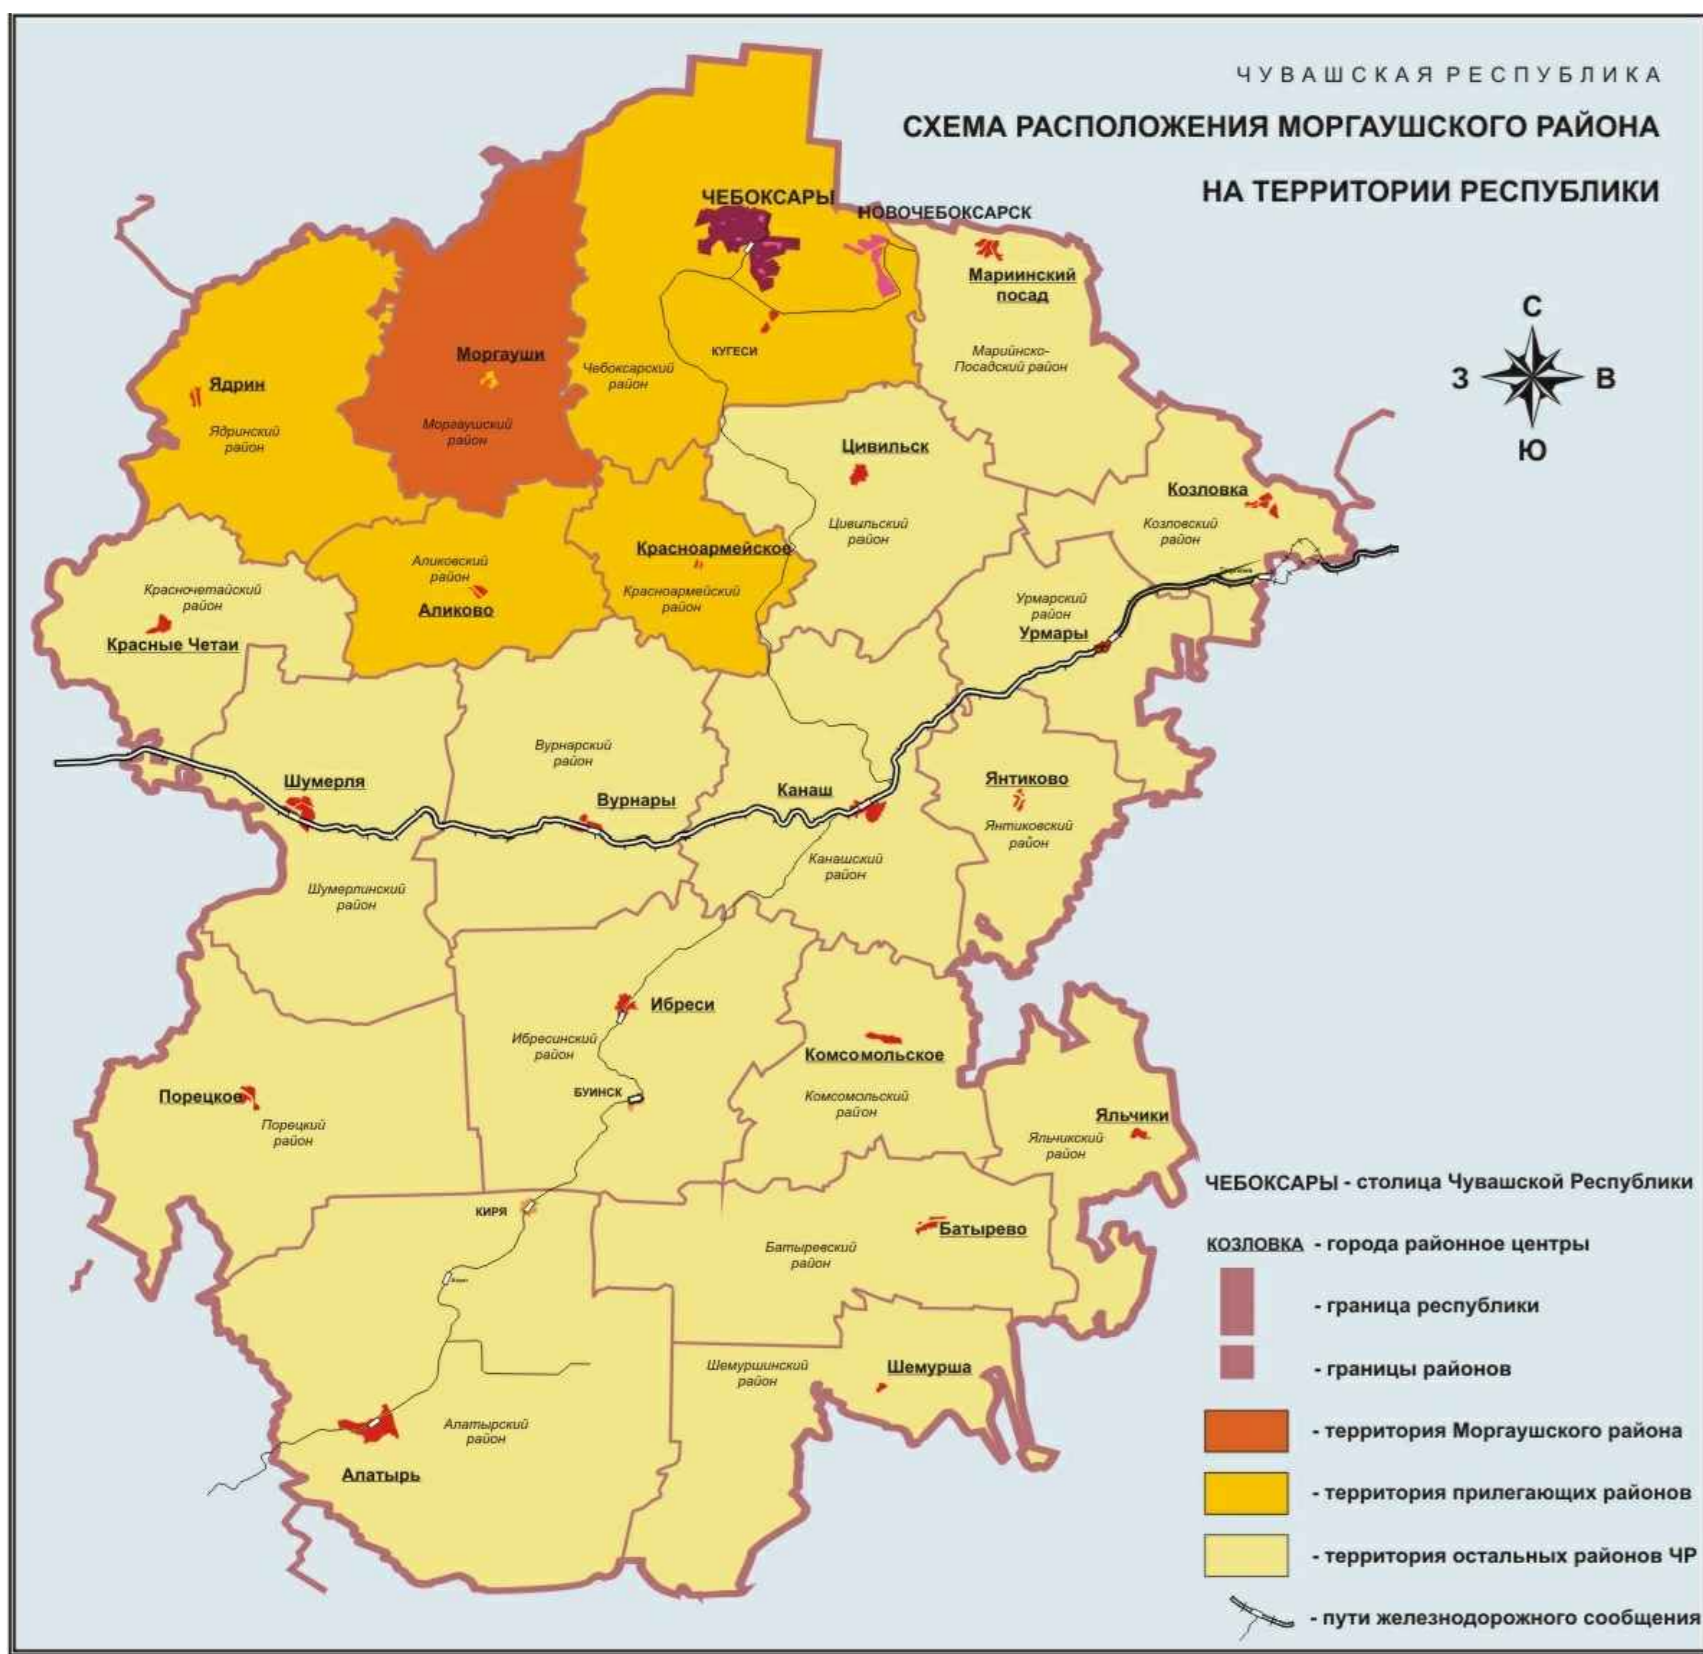 ЧУВАШСКАЯ РЕСПУБЛИКА
СХЕМА РАСПОЛОЖЕНИЯ МОРГАУШСКОГО РАЙОНА
НА ТЕРРИТОРИИ РЕСПУБЛИКИ
ЧЕБОКСАРЫ
НОВОЧЕБОКСАРСК
Мариинский
посад
С
З
В
Ю
КУГЕСИ
Марийнско-
Посадский район
Моргауши
Чебоксарский
район
Ядрин
Ядринский
район
Моргаушский
район
Цивильск
Цивильский
район
Козловка
Козловский
район
Красноармейское
Красноармейский
район
Аликовский
район
Аликово
Красночетайский
район
Красные Четаи
Урмарский
район
Урмары
Вурнарский
район
Шумерля
Вурнары
Канаш
Янтиково
Янтиковский
район
Канашский
район
Шумерлинский
район
Ибреси
Ибресинский
район
Комсомольское
Комсомольский
район
БУИНСК
Порецкое
Порецкий
район
Яльчики
Яльчикский
район
КИРЯ
Батырево
Батыревский
район
Шемуршинский
район
Шемурша
Алатырский
район
Алатырь
ЧЕБОКСАРЫ - столица Чувашской Республики
КОЗЛОВКА - города районное центры
- граница республики
- границы районов
- территория Моргаушского района
- территория прилегающих районов
- территория остальных районов ЧР
- пути железнодорожного сообщения